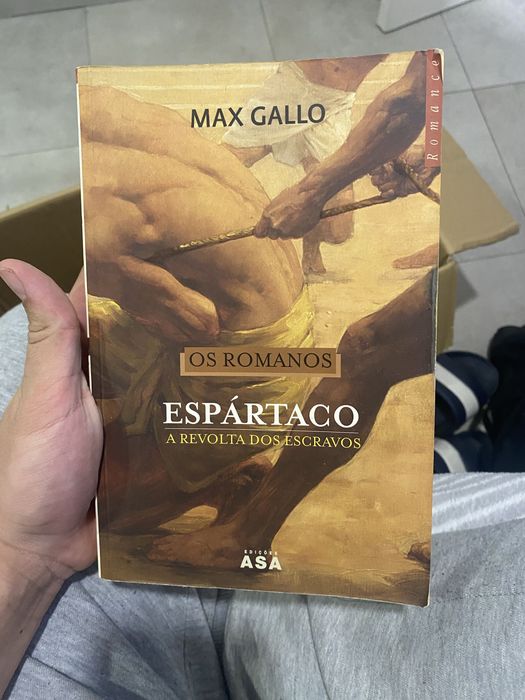 Romance
MAX GALLO
OS ROMANOS
ESPÁRTACO
A REVOLTA DOS ESCRAVOS
EDIÇÕES
ASA